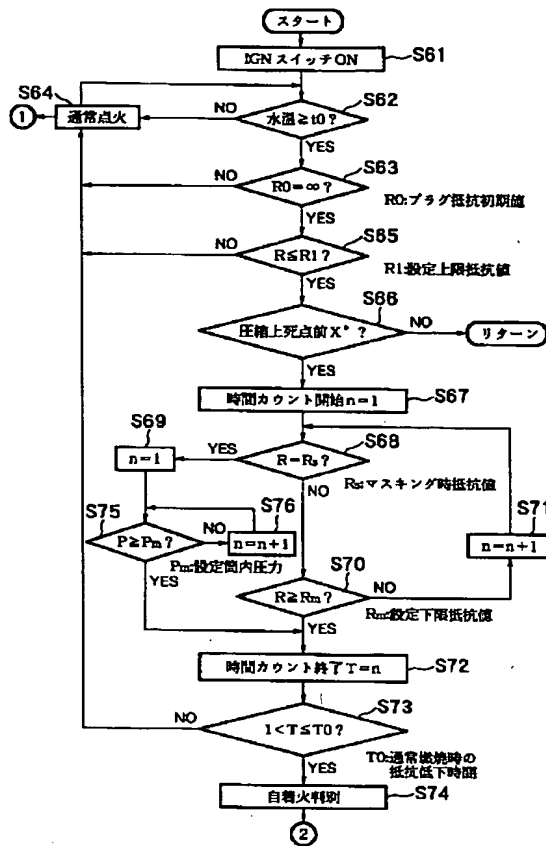 スタート
IGNスイッチON
S61
S64
①
通常点火
NO
水温≧t0?
S62
YES
S63
NO
R0=∞?
R0:プラグ抵抗初期値
YES
S65
NO
R≦R1?
R1:設定上限抵抗値
YES
S66
圧縮上死点前X°?
NO
リターン
YES
時間カウント開始n=1
S67
S69
n=1
YES
S68
R=Rs?
Rs:マスキング時抵抗値
NO
S71
n=n+1
S75
P≧Pm?
NO
S76
n=n+1
Pm:設定筒内圧力
YES
S70
R≧Rm?
NO
Rm:設定下限抵抗値
YES
時間カウント終了T=n
S72
S73
NO
1<T≦T0?
T0:通常燃焼時の
抵抗低下時間
YES
自着火判別
S74
②